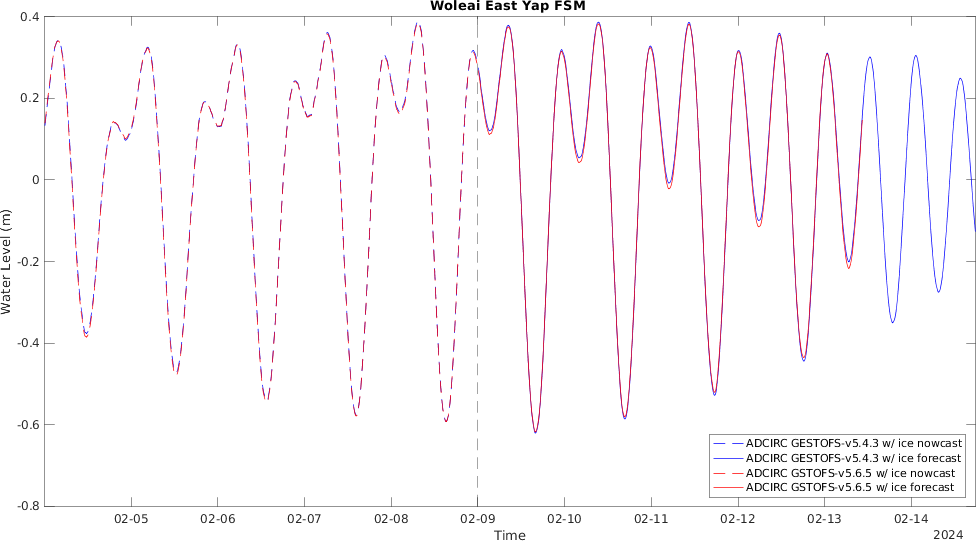 Woleai East Yap FSM
0.4
0.2
0
-0.2
-0.4
-0.6
-0.8
Water Level (m)
ADCIRC GESTOFS-v5.4.3 w/ ice nowcast
ADCIRC GESTOFS-v5.4.3 w/ ice forecast
ADCIRC GSTOFS-v5.6.5 w/ ice nowcast
ADCIRC GSTOFS-v5.6.5 w/ ice forecast
02-05 02-06 02-07 02-08 02-09 02-10 02-11 02-12 02-13 02-14
Time
2024